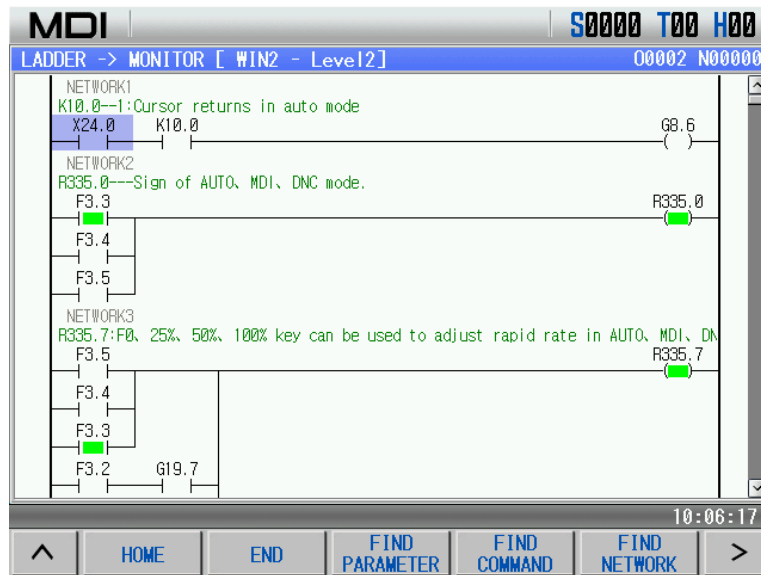 MDI S0000 T00 H00
LADDER -> MONITOR [ WIN2 - Level2] O0002 N00000
NETWORK1
K10.0--1:Cursor returns in auto mode
X24.0 K10.0 G8.6
NETWORK2
R335.0---Sign of AUTO、MDI、DNC mode.
F3.3 R335.0
F3.4
F3.5
NETWORK3
R335.7:F0、25%、50%、100% key can be used to adjust rapid rate in AUTO、MDI、DN
F3.5 R335.7
F3.4
F3.3
F3.2 G19.7
10:06:17
HOME END FIND PARAMETER FIND COMMAND FIND NETWORK >